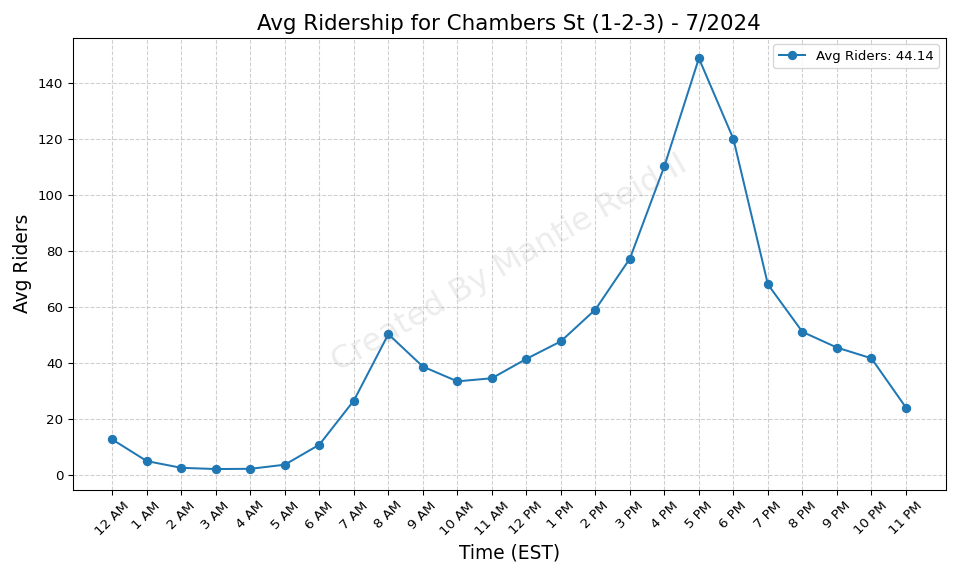 Avg Ridership for Chambers St (1-2-3) - 7/2024
Avg Riders: 44.14
Avg Riders
140
120
100
80
60
40
20
0
Created By Mantle Reidhl
12 AM
1 AM
2 AM
3 AM
4 AM
5 AM
6 AM
7 AM
8 AM
9 AM
10 AM
11 AM
12 PM
1 PM
2 PM
3 PM
4 PM
5 PM
6 PM
7 PM
8 PM
9 PM
10 PM
11 PM
Time (EST)